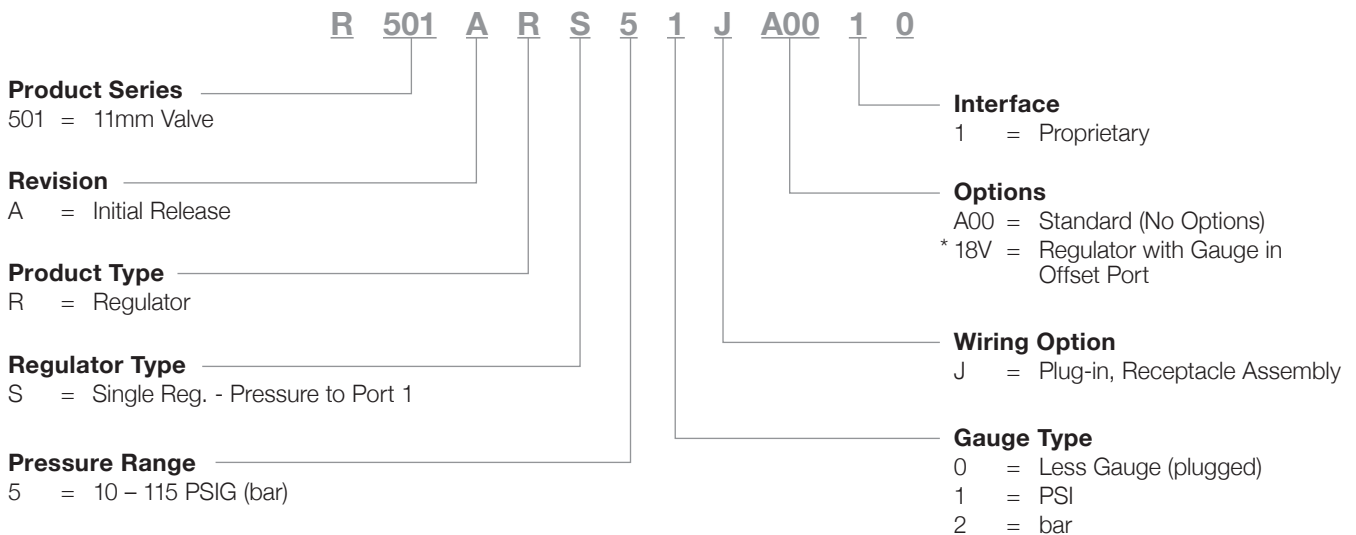 R 501 A R S 5 1 J A00 1 0
Product Series
501 = 11mm Valve
Revision
A = Initial Release
Product Type
R = Regulator
Regulator Type
S = Single Reg. - Pressure to Port 1
Pressure Range
5 = 10 – 115 PSIG (bar)
Interface
1 = Proprietary
Options
A00 = Standard (No Options)
* 18V = Regulator with Gauge in
Offset Port
Wiring Option
J = Plug-in, Receptacle Assembly
Gauge Type
0 = Less Gauge (plugged)
1 = PSI
2 = bar